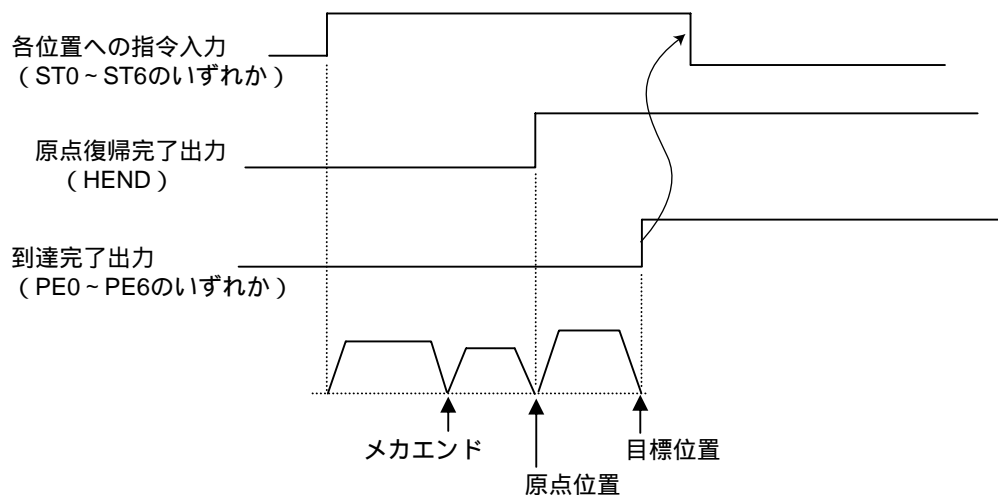 各位置への指令入力
（ST0~ST6のいずれか）
原点復帰完了出力
（HEND）
到達完了出力
（PE0~PE6のいずれか）
メカエンド
目標位置
原点位置